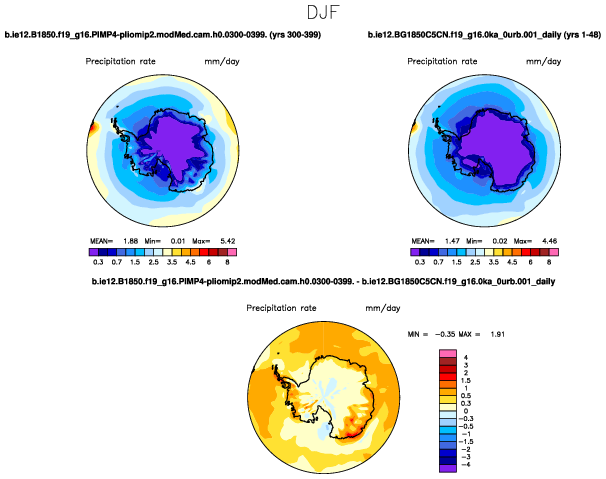 DJF
b.ie12.B1850.f19_g16.PIMP4-pliomip2.modMed.cam.h0.0300-0399. (yrs 300-399)
b.ie12.BG1850C5CN.f19_g16.0ka_0urb.001_daily (yrs 1-48)
Precipitation rate mm/day
Precipitation rate mm/day
MEAN= 1.88 Min= 0.01 Max= 5.42
MEAN= 1.47 Min= 0.02 Max= 4.46
0.3 0.7 1.5 2.5 3.5 4.5 6 8
0.3 0.7 1.5 2.5 3.5 4.5 6 8
b.ie12.B1850.f19_g16.PIMP4-pliomip2.modMed.cam.h0.0300-0399. - b.ie12.BG1850C5CN.f19_g16.0ka_0urb.001_daily
Precipitation rate mm/day
MIN = -0.35 MAX = 1.91
4
3
2
1.5
1
0.5
0.3
0
-0.3
-0.5
-1
-1.5
-2
-3
-4